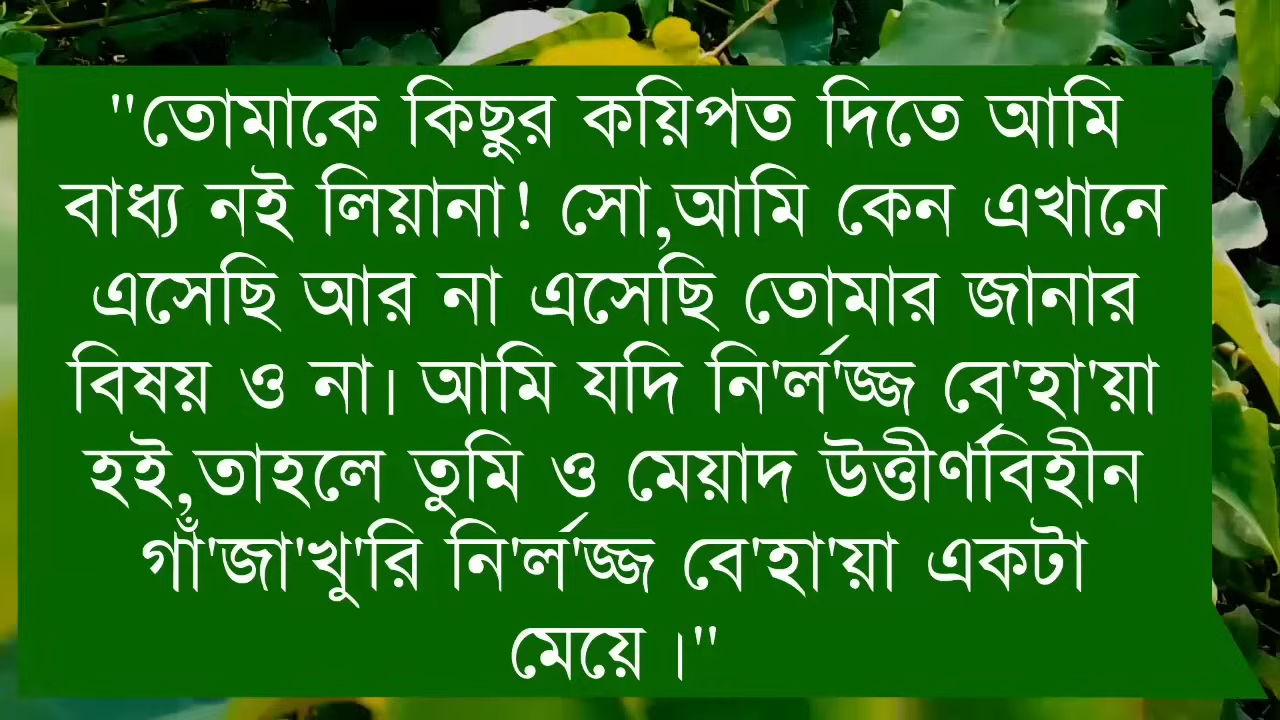 "তোমাকে কিছুর কয়িপত দিতে আমি
বাধ্য নই লিয়ানা! সো,আমি কেন এখানে
এসেছি আর না এসেছি তোমার জানার
বিষয় ও না। আমি যদি নি'র্ল'জ্জ বে'হা'য়া
হই,তাহলে তুমি ও মেয়াদ উত্তীর্ণবিহীন
গাঁ'জা'খু'রি নি'র্ল'জ্জ বে'হা'য়া একটা
মেয়ে।"